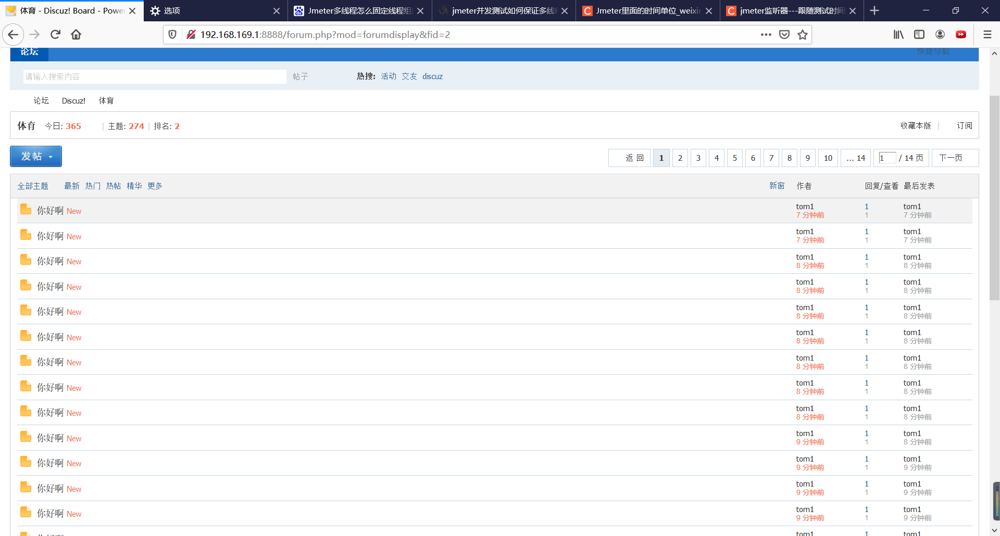 体育 - Discuz! Board - Power
选项
Jmeter多线程怎么固定线程组
jmeter并发测试如何保证多线程
Jmeter里面的时间单位_weixin
jmeter监听器---跟随测试时间
192.168.169.1:8888/forum.php?mod=forumdisplay&fid=2
论坛
快捷导航
请输入搜索内容
帖子
热搜: 活动 交友 discuz
论坛 Discuz! 体育
体育 今日: 365 | 主题: 274 | 排名: 2
收藏本版 | 订阅
发帖
返 回 1 2 3 4 5 6 7 8 9 10 ... 14 1 / 14 页 下一页
全部主题 最新 热门 热帖 精华 更多 新窗 作者 回复/查看 最后发表
你好啊 New tom1 1 tom1
7 分钟前 1 7 分钟前
你好啊 New tom1 1 tom1
7 分钟前 1 7 分钟前
你好啊 New tom1 1 tom1
8 分钟前 1 8 分钟前
你好啊 New tom1 1 tom1
8 分钟前 1 8 分钟前
你好啊 New tom1 1 tom1
8 分钟前 1 8 分钟前
你好啊 New tom1 1 tom1
8 分钟前 1 8 分钟前
你好啊 New tom1 1 tom1
8 分钟前 1 8 分钟前
你好啊 New tom1 1 tom1
8 分钟前 1 8 分钟前
你好啊 New tom1 1 tom1
8 分钟前 1 8 分钟前
你好啊 New tom1 1 tom1
9 分钟前 1 8 分钟前
你好啊 New tom1 1 tom1
9 分钟前 1 9 分钟前
你好啊 New tom1 1 tom1
9 分钟前 1 9 分钟前
你好啊 New tom1 1 tom1
9 分钟前 1 9 分钟前
你好啊 New tom1 1 tom1